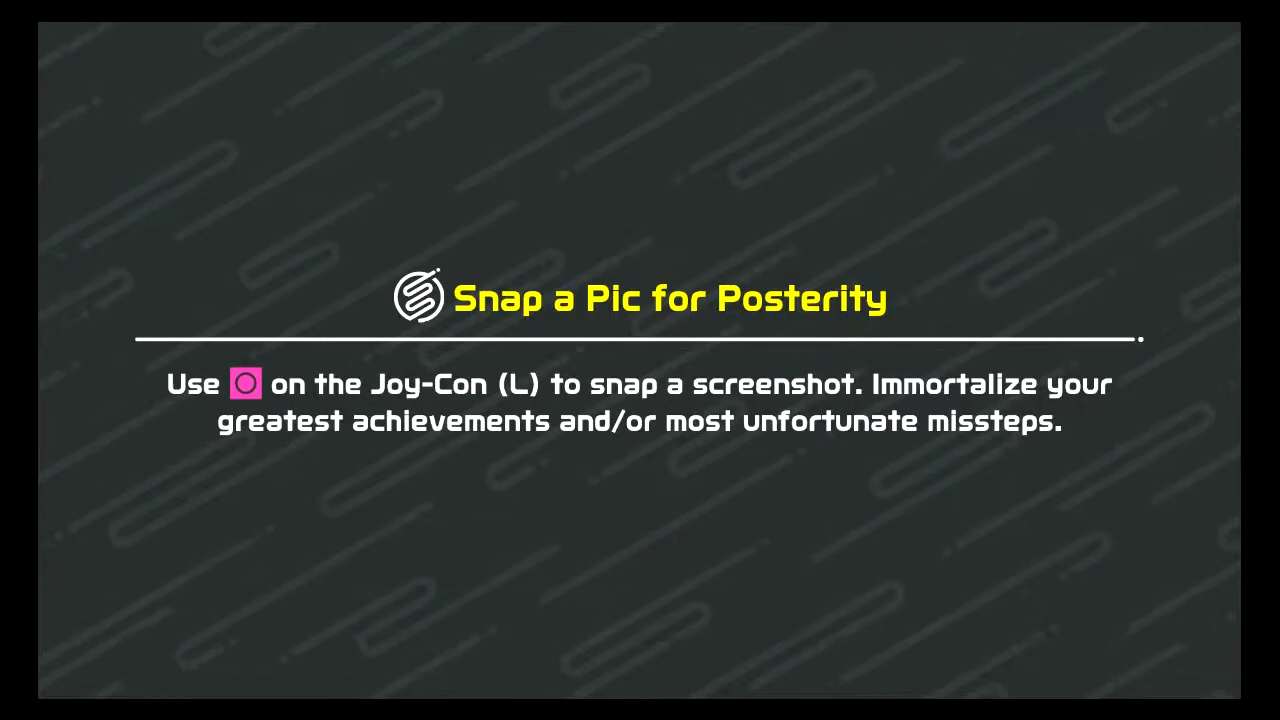 Snap a Pic for Posterity
Use on the Joy-Con (L) to snap a screenshot. Immortalize your
greatest achievements and/or most unfortunate missteps.